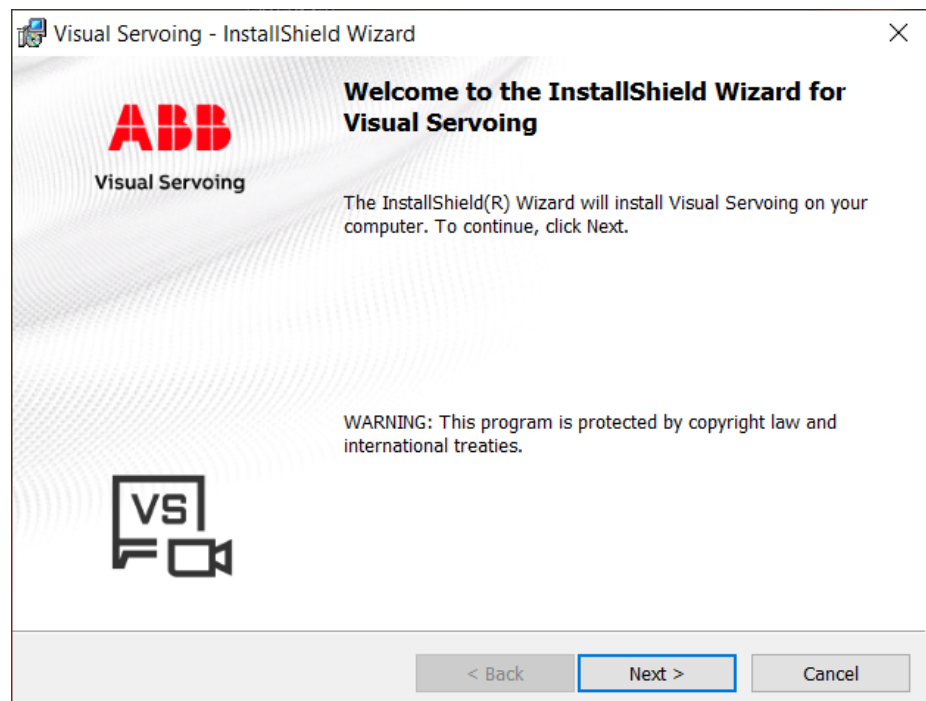 Visual Servoing - InstallShield Wizard
ABB
Visual Servoing
Welcome to the InstallShield Wizard for
Visual Servoing
The InstallShield(R) Wizard will install Visual Servoing on your
computer. To continue, click Next.
WARNING: This program is protected by copyright law and
international treaties.
VS
< Back
Next >
Cancel